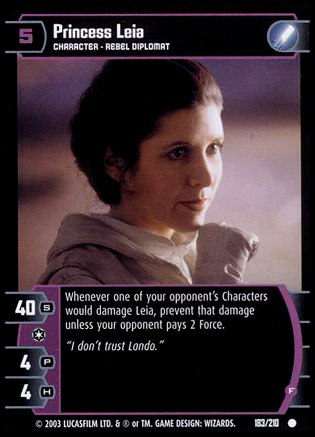 5 Princess Leia
CHARACTER • REBEL DIPLOMAT
40 S
Whenever one of your opponent's Characters
would damage Leia, prevent that damage
unless your opponent pays 2 Force.
"I don't trust Lando."
4 P
4 H
F
© 2003 LUCASFILM LTD. & ® or TM. GAME DESIGN: WIZARDS. 183/210